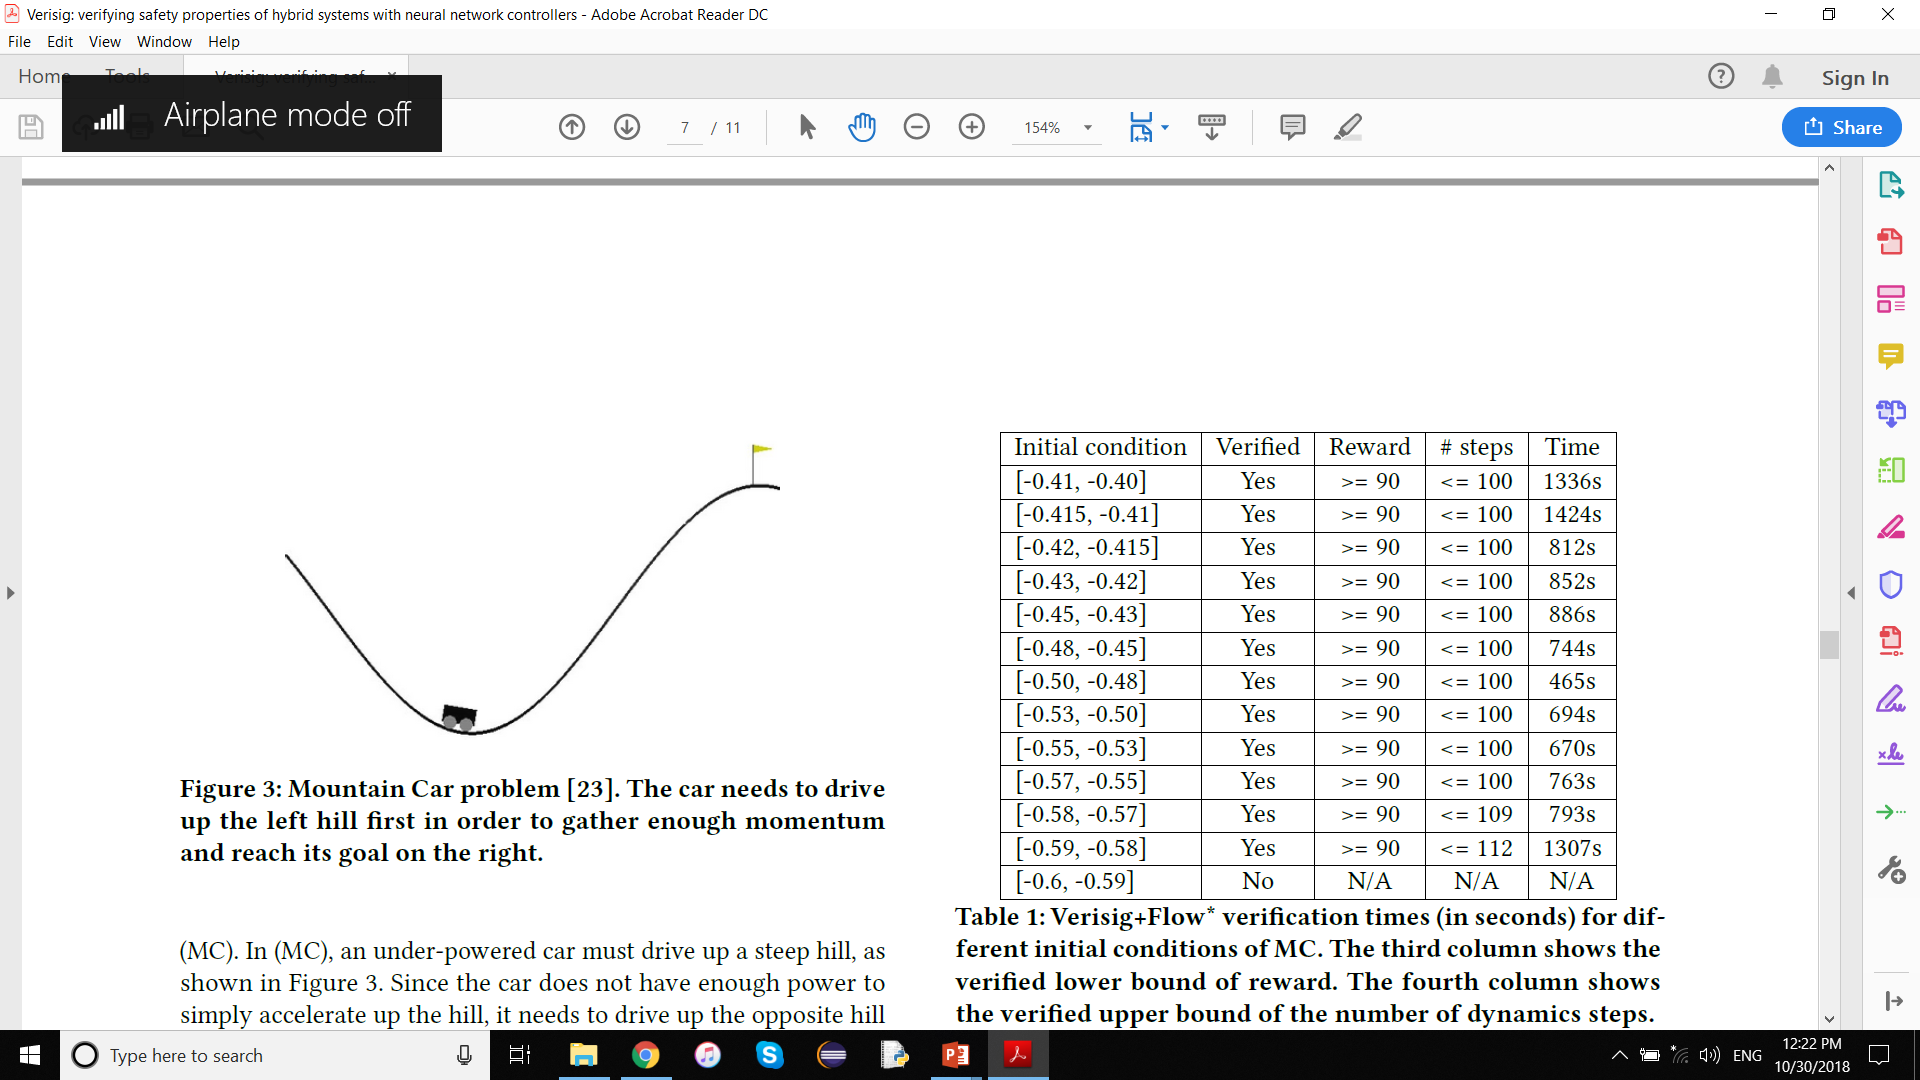 Verisig: verifying safety properties of hybrid systems with neural network controllers - Adobe Acrobat Reader DC
File Edit View Window Help
Home Tools Verisig: verifying saf... × Sign In
Airplane mode off
7 / 11 154% Share
Figure 3: Mountain Car problem [23]. The car needs to drive
up the left hill first in order to gather enough momentum
and reach its goal on the right.
(MC). In (MC), an under-powered car must drive up a steep hill, as
shown in Figure 3. Since the car does not have enough power to
simply accelerate up the hill, it needs to drive up the opposite hill
Initial condition Verified Reward # steps Time
[-0.41, -0.40] Yes >= 90 <= 100 1336s
[-0.415, -0.41] Yes >= 90 <= 100 1424s
[-0.42, -0.415] Yes >= 90 <= 100 812s
[-0.43, -0.42] Yes >= 90 <= 100 852s
[-0.45, -0.43] Yes >= 90 <= 100 886s
[-0.48, -0.45] Yes >= 90 <= 100 744s
[-0.50, -0.48] Yes >= 90 <= 100 465s
[-0.53, -0.50] Yes >= 90 <= 100 694s
[-0.55, -0.53] Yes >= 90 <= 100 670s
[-0.57, -0.55] Yes >= 90 <= 100 763s
[-0.58, -0.57] Yes >= 90 <= 109 793s
[-0.59, -0.58] Yes >= 90 <= 112 1307s
[-0.6, -0.59] No N/A N/A N/A
Table 1: Verisig+Flow* verification times (in seconds) for dif-
ferent initial conditions of MC. The third column shows the
verified lower bound of reward. The fourth column shows
the verified upper bound of the number of dynamics steps.
Type here to search
ENG
12:22 PM
10/30/2018